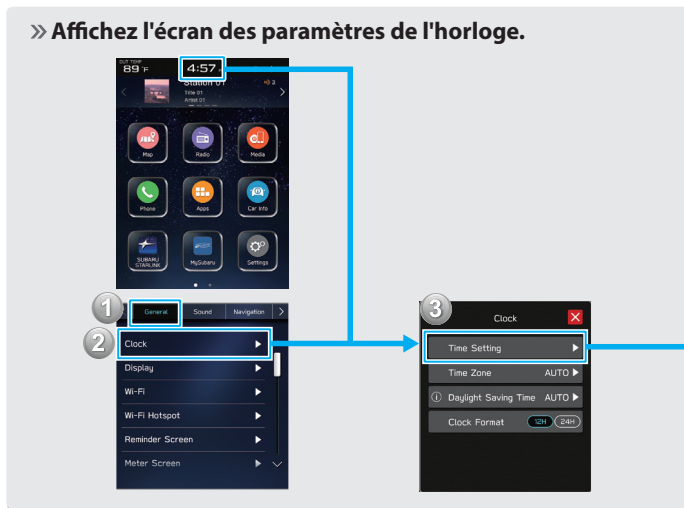 » Affichez l'écran des paramètres de l'horloge.
OUT TEMP
89 °F
4:57
Station 01
3
Title 01
Artist 01
Map
Radio
Media
Phone
Apps
Car Info
SUBARU STARLINK
MySubaru
Settings
1
General
Sound
Navigation
2
Clock
Display
Wi-Fi
Wi-Fi Hotspot
Reminder Screen
Meter Screen
3
Clock
Time Setting
Time Zone AUTO
Daylight Saving Time AUTO
Clock Format 12H 24H